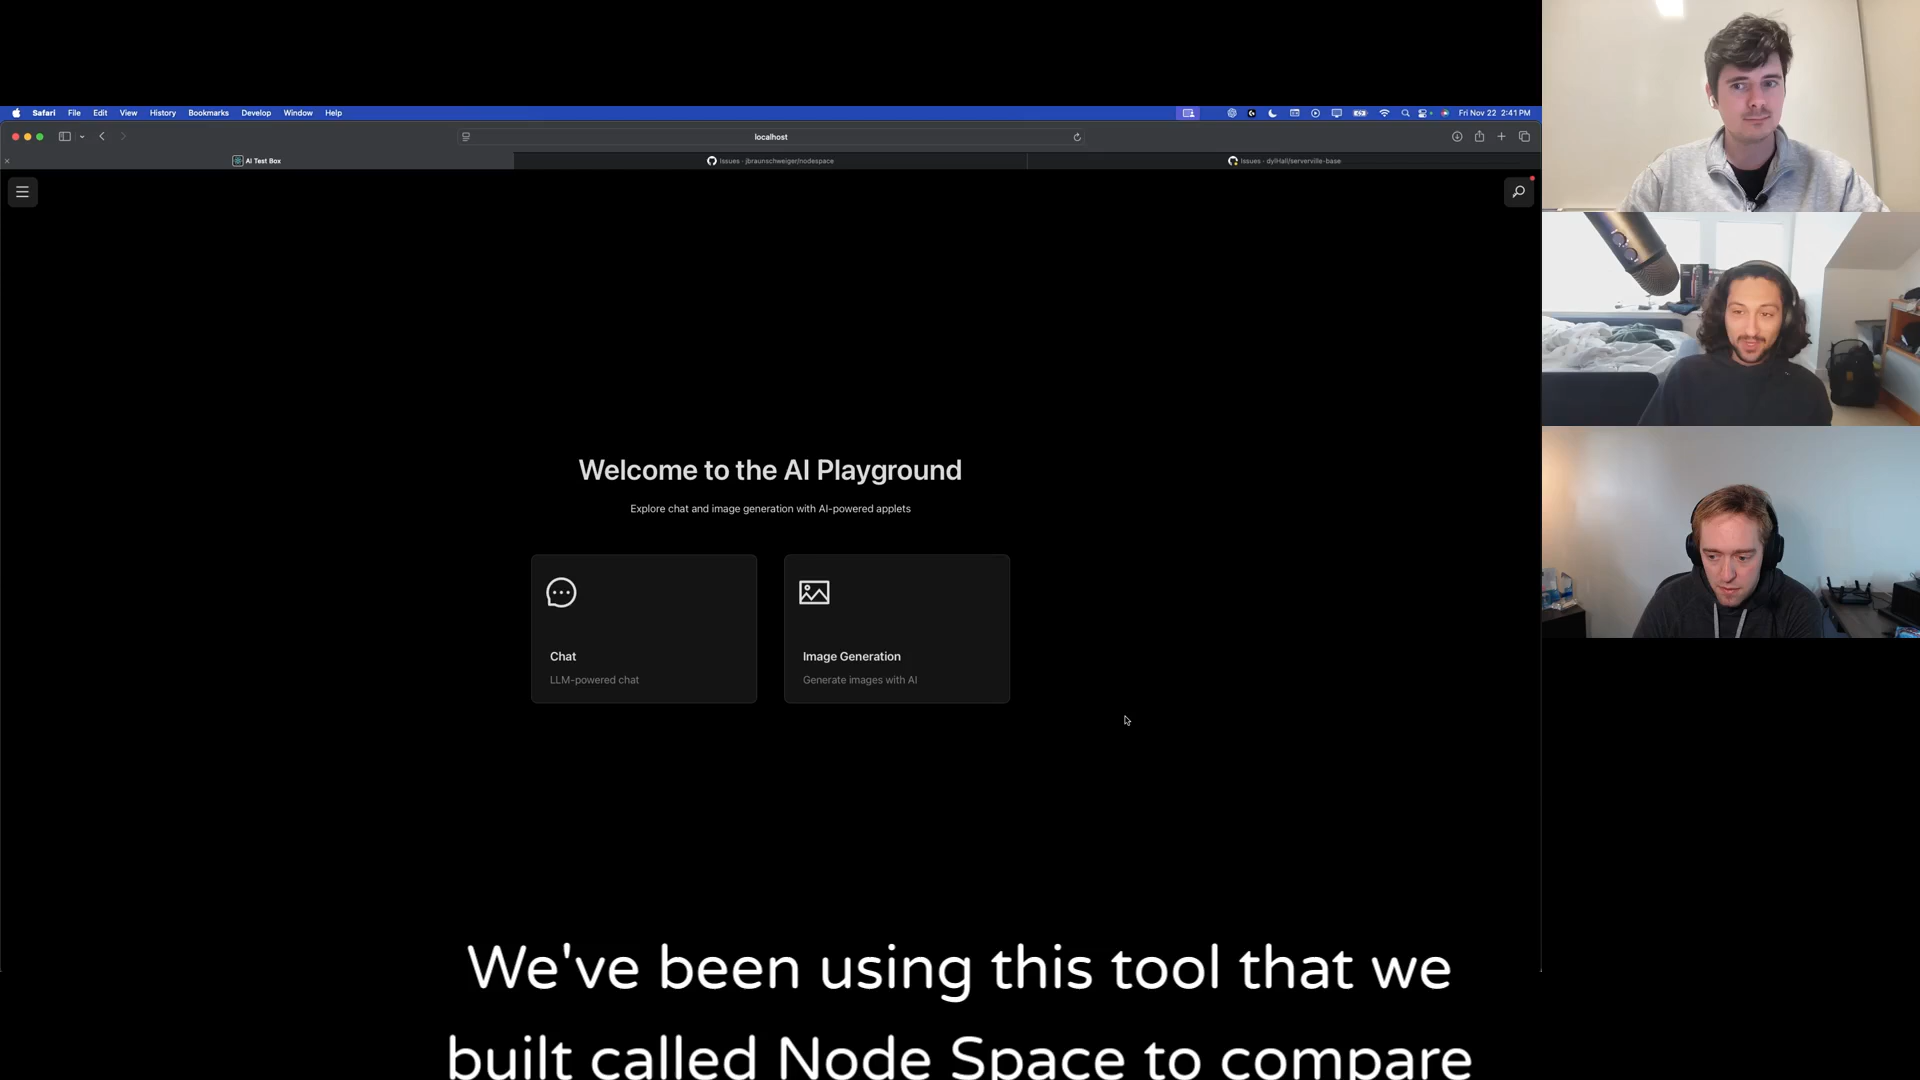 Safari File Edit View History Bookmarks Develop Window Help Fri Nov 22 2:41 PM
localhost
AI Test Box Issues · jbraunschweiger/nodespace Issues · dylHall/serverville-base
Welcome to the AI Playground
Explore chat and image generation with AI-powered applets
Chat Image Generation
LLM-powered chat Generate images with AI
We've been using this tool that we
built called Node Space to compare